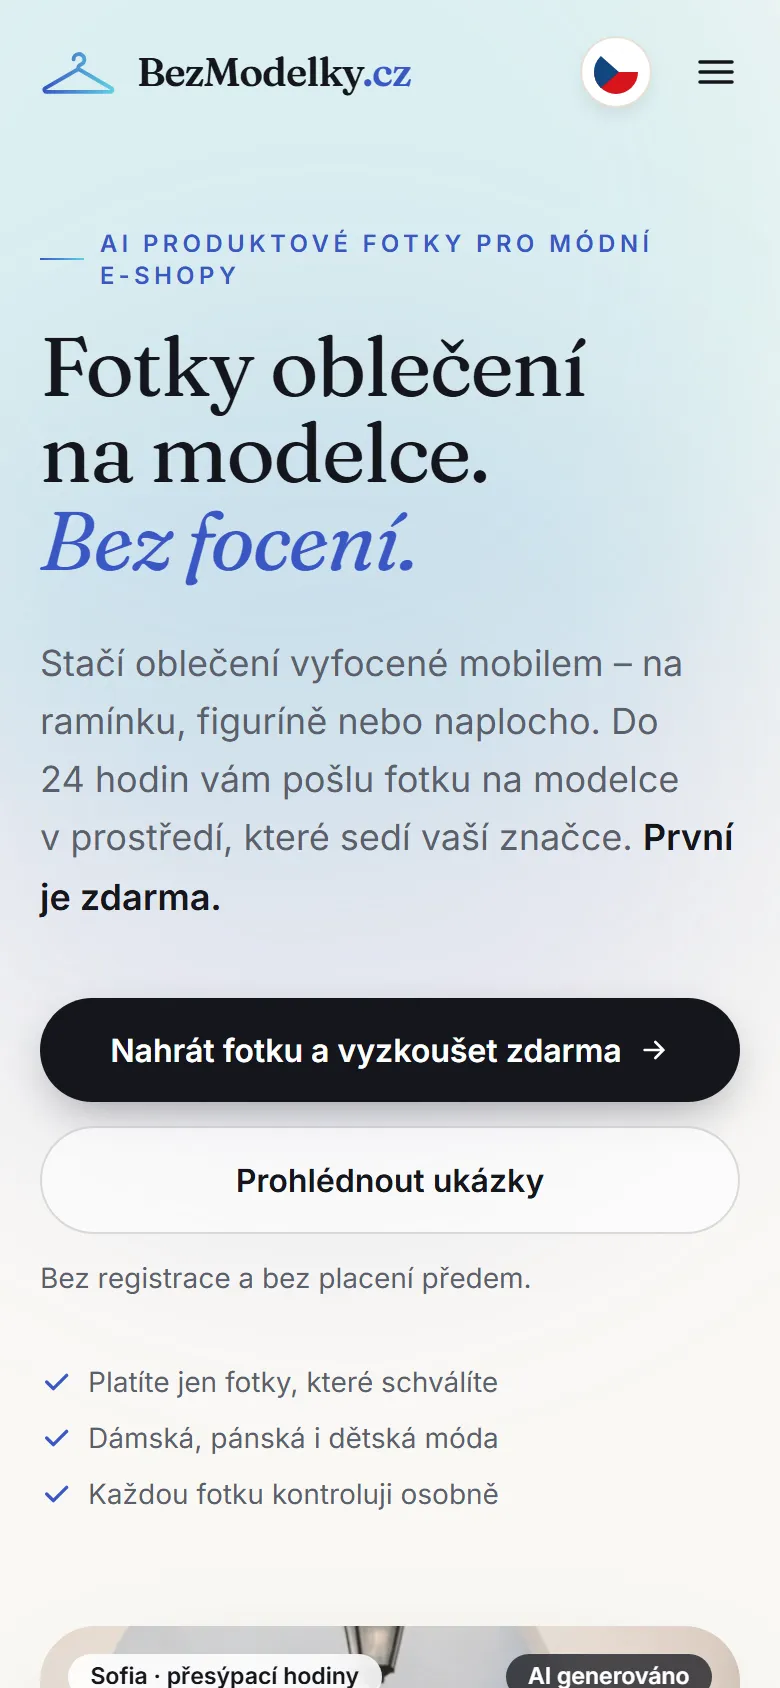 BezModelky.cz
AI PRODUKTOVÉ FOTKY PRO MÓDNÍ
E-SHOPY
Fotky oblečení
na modelce.
Bez focení.
Stačí oblečení vyfocené mobilem – na
ramínku, figuríně nebo naplocho. Do
24 hodin vám pošlu fotku na modelce
v prostředí, které sedí vaší značce. První
je zdarma.
Nahrát fotku a vyzkoušet zdarma →
Prohlédnout ukázky
Bez registrace a bez placení předem.
Platíte jen fotky, které schválíte
Dámská, pánská i dětská móda
Každou fotku kontroluji osobně
Sofia · přesýpací hodiny AI generováno